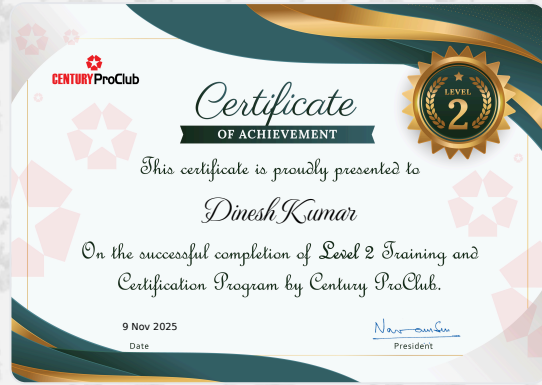 CENTURY ProClub
Certificate
OF ACHIEVEMENT
LEVEL
2
This certificate is proudly presented to
Dinesh Kumar
On the successful completion of Level 2 Training and
Certification Program by Century ProClub.
9 Nov 2025
Date
President